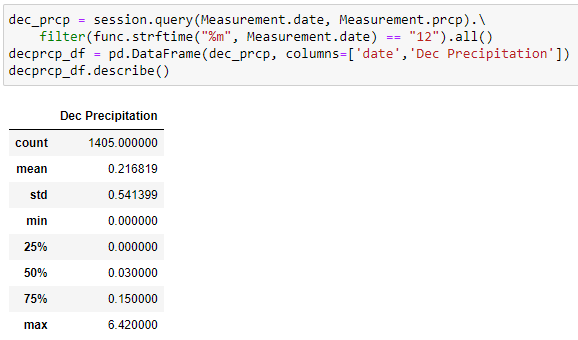 dec_prcp = session.query(Measurement.date, Measurement.prcp).\
    filter(func.strftime("%m", Measurement.date) == "12").all()
decprcp_df = pd.DataFrame(dec_prcp, columns=['date','Dec Precipitation'])
decprcp_df.describe()
Dec Precipitation
count 1405.000000
mean 0.216819
std 0.541399
min 0.000000
25% 0.000000
50% 0.030000
75% 0.150000
max 6.420000